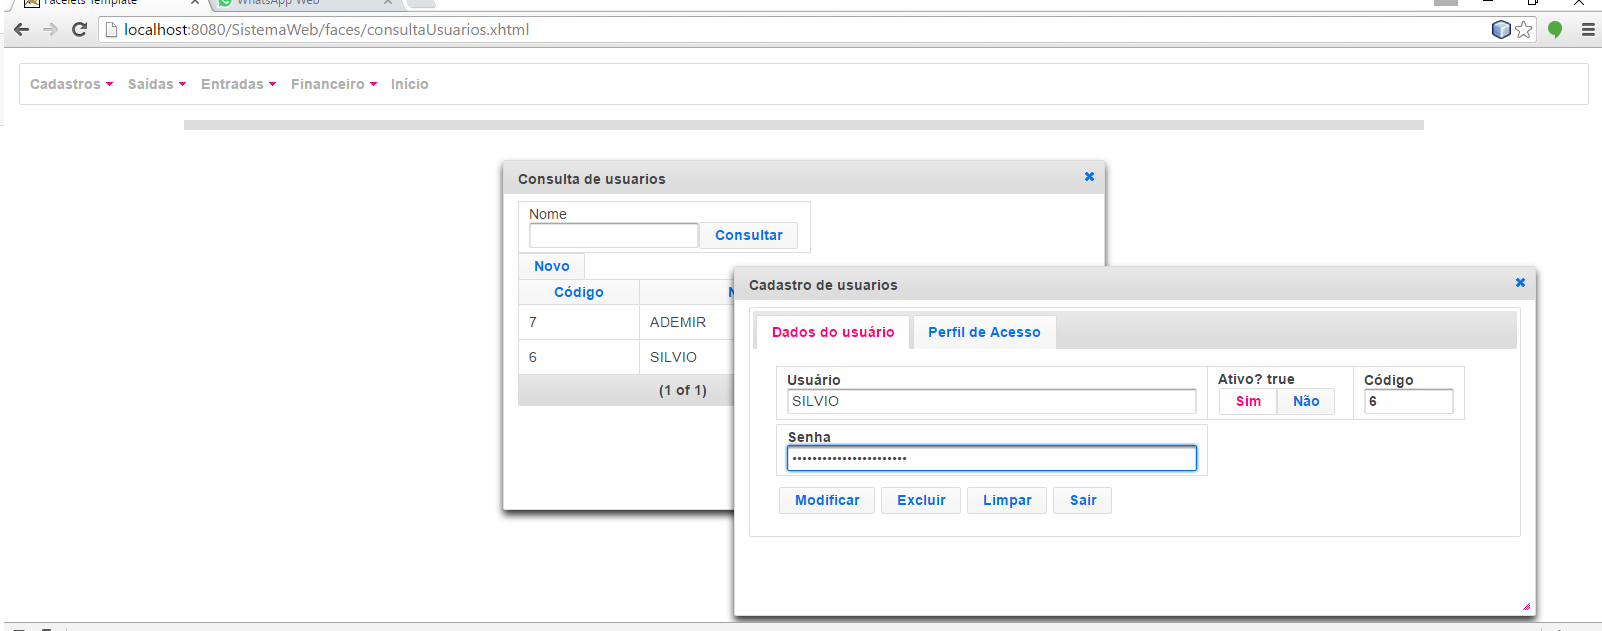 Facelets Template
WhatsApp Web
localhost:8080/SistemaWeb/faces/consultaUsuarios.xhtml
Cadastros Saídas Entradas Financeiro Início
Consulta de usuarios
Nome
Consultar
Novo
Código
7 ADEMIR
6 SILVIO
(1 of 1)
Cadastro de usuarios
Dados do usuário Perfil de Acesso
Usuário Ativo? true Código
SILVIO Sim Não 6
Senha
•••••••••••••••••••••••
Modificar Excluir Limpar Sair